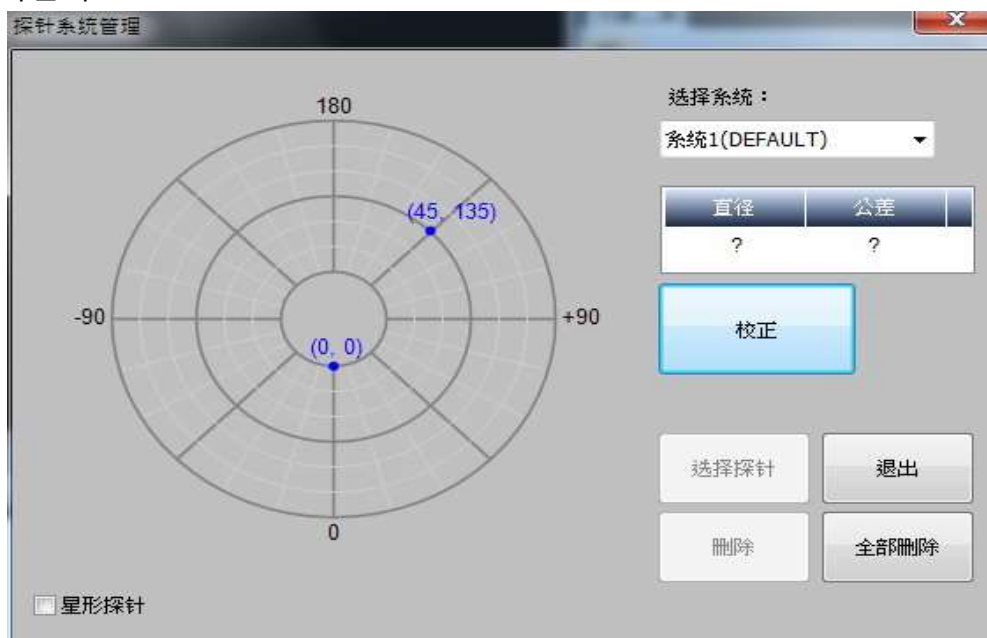 探针系统管理
180
(45, 135)
-90
+90
(0, 0)
0
星形探针
选择系统：
系统1(DEFAULT)
直径 公差
? ?
校正
选择探针 退出
删除 全部删除